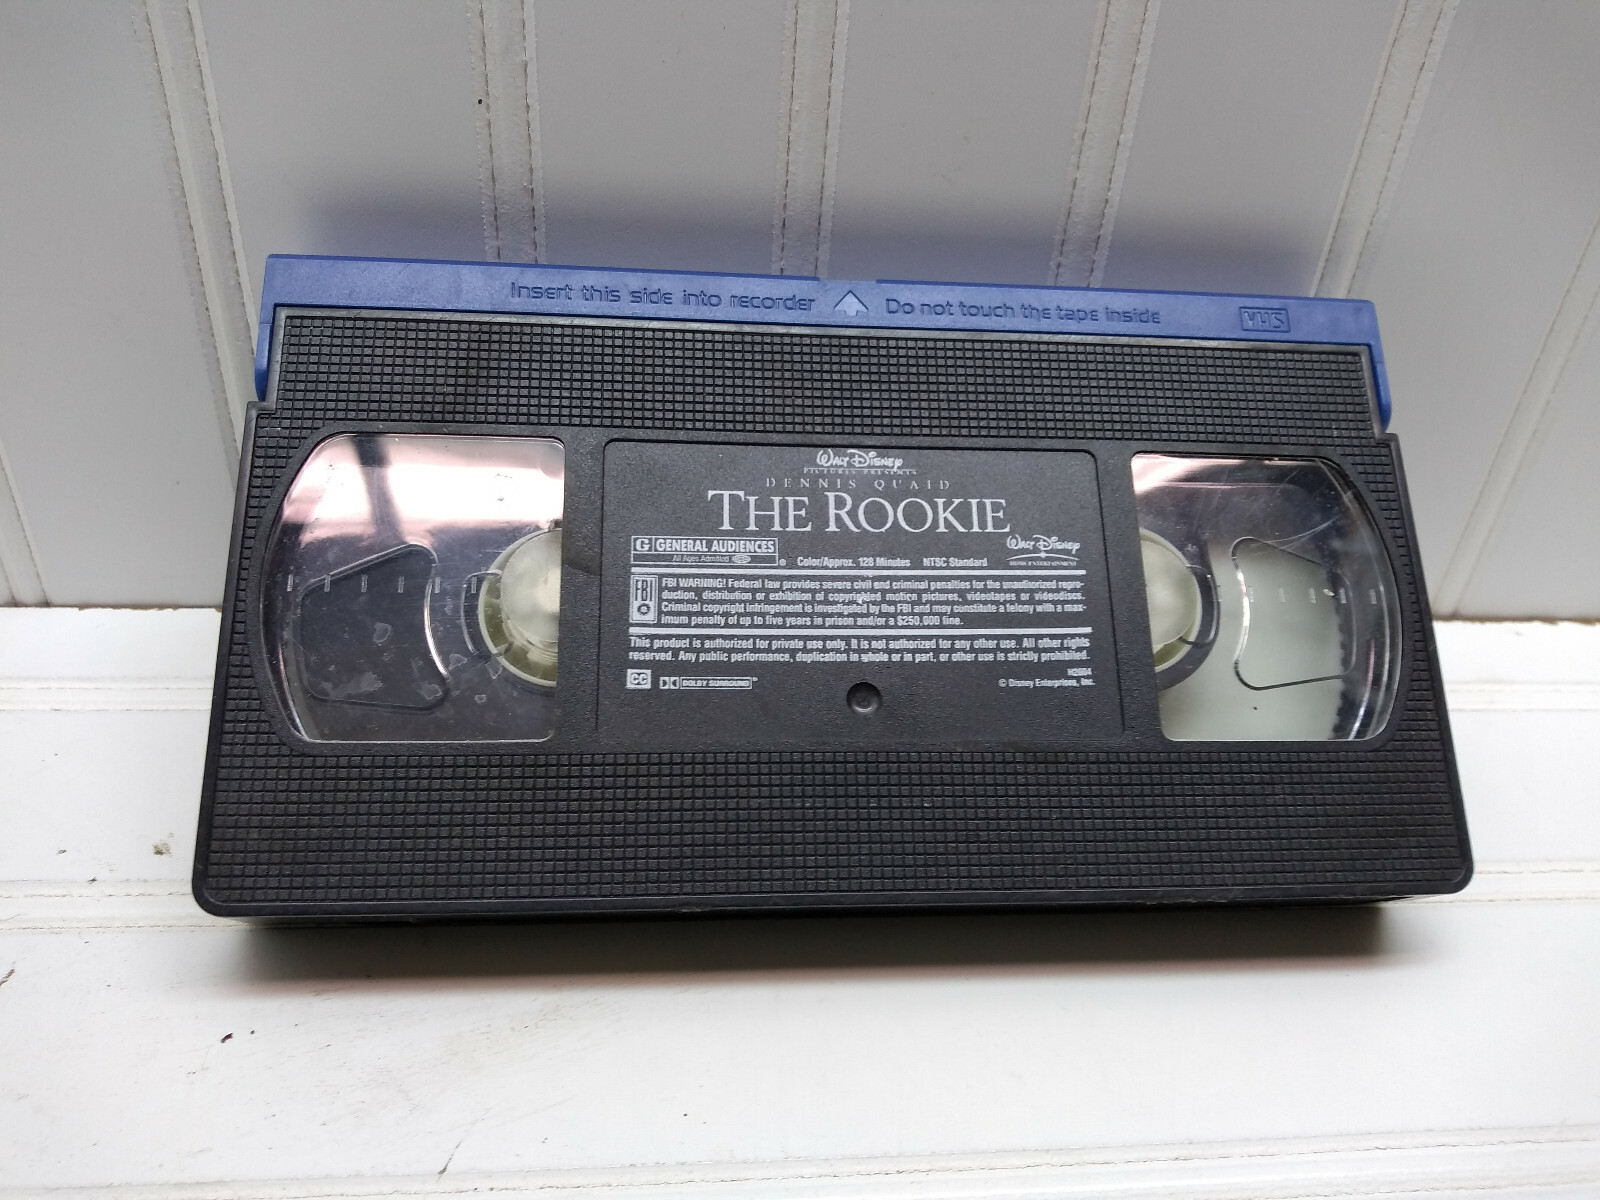 Insert this side into recorder Do not touch the tape inside VHS
WALT DISNEY
PICTURES PRESENTS
DENNIS QUAID
THE ROOKIE
G GENERAL AUDIENCES
All Ages Admitted
Color/Approx. 128 Minutes NTSC Standard
WALT DISNEY
HOME ENTERTAINMENT
FBI
FBI WARNING! Federal law provides severe civil and criminal penalties for the unauthorized repro-
duction, distribution or exhibition of copyrighted motion pictures, videotapes or videodiscs.
Criminal copyright infringement is investigated by the FBI and may constitute a felony with a max-
imum penalty of up to five years in prison and/or a $250,000 fine.
This product is authorized for private use only. It is not authorized for any other use. All other rights
reserved. Any public performance, duplication in whole or in part, or other use is strictly prohibited.
CC DOLBY SURROUND®
© Disney Enterprises, Inc.